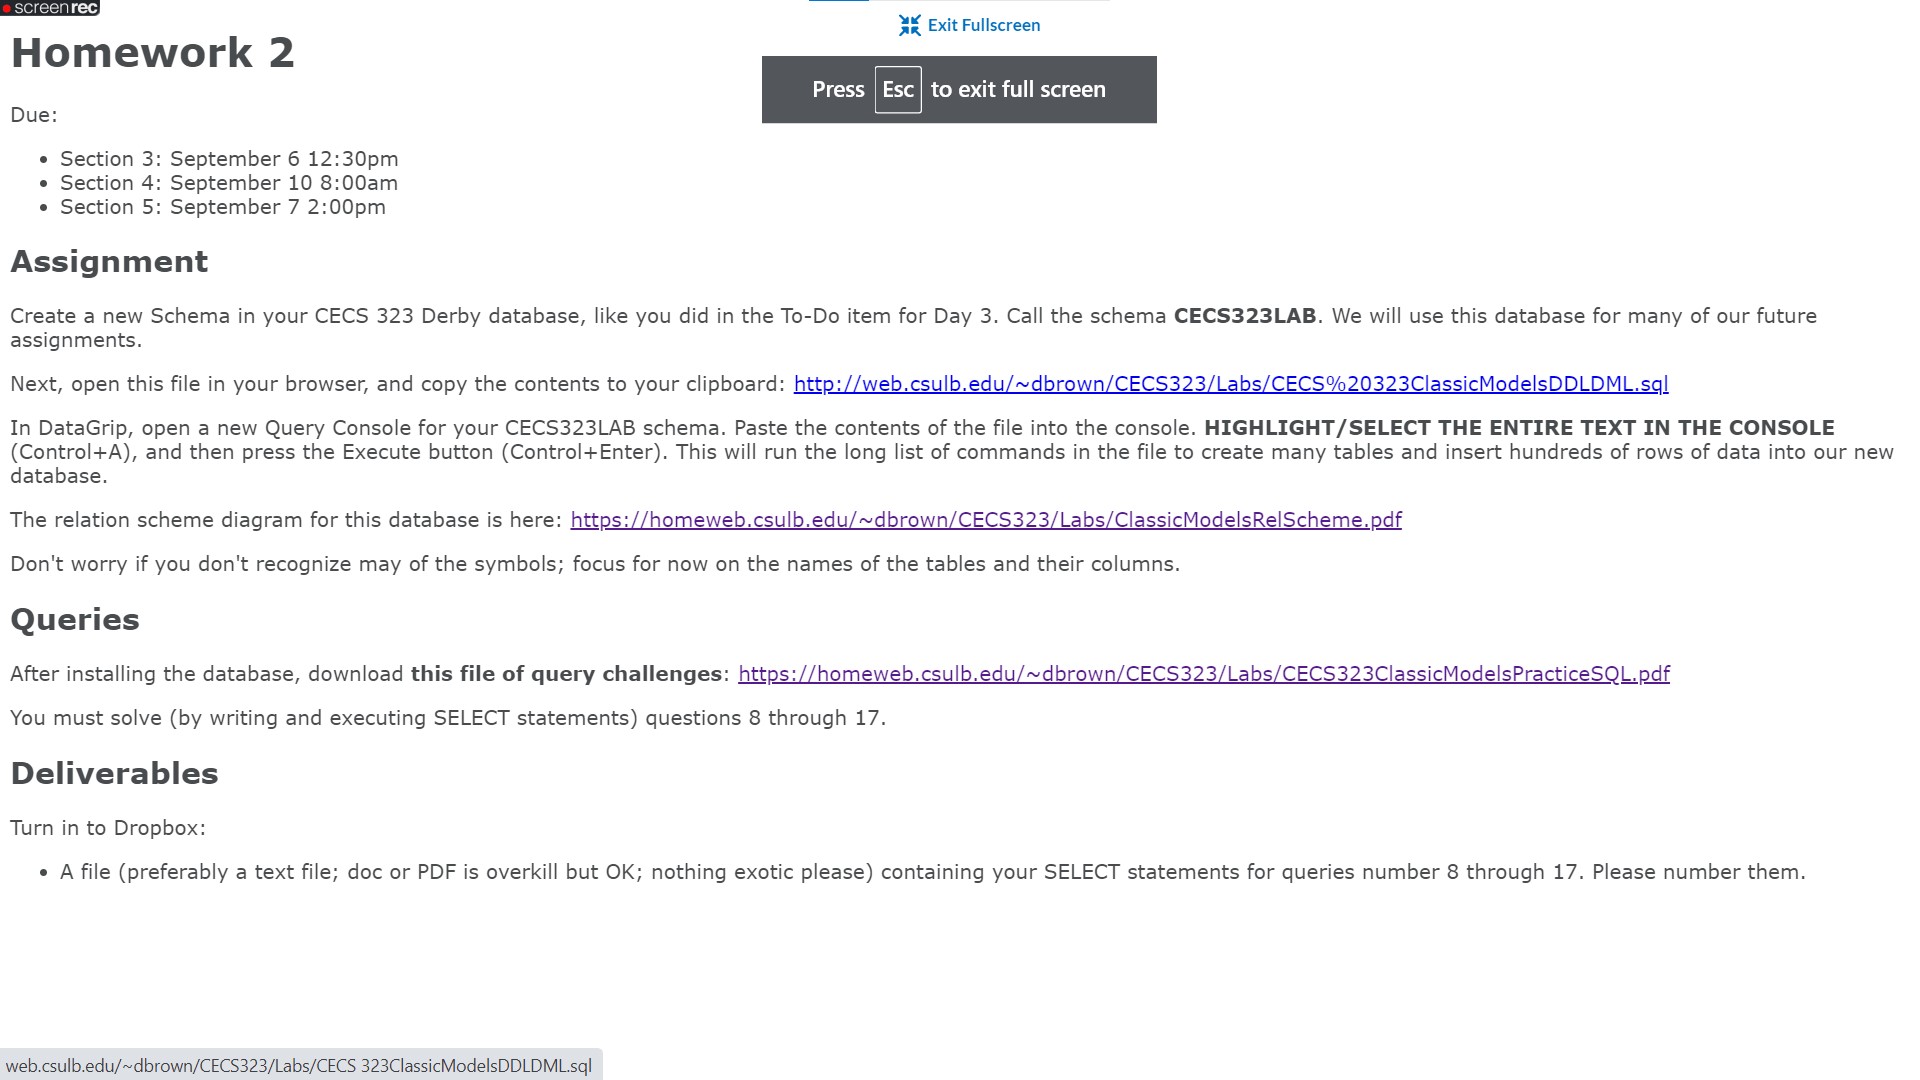 screenrec
Exit Fullscreen
Press Esc to exit full screen
Homework 2
Due:
• Section 3: September 6 12:30pm
• Section 4: September 10 8:00am
• Section 5: September 7 2:00pm
Assignment
Create a new Schema in your CECS 323 Derby database, like you did in the To-Do item for Day 3. Call the schema CECS323LAB. We will use this database for many of our future
assignments.
Next, open this file in your browser, and copy the contents to your clipboard: http://web.csulb.edu/~dbrown/CECS323/Labs/CECS%20323ClassicModelsDDLDML.sql
In DataGrip, open a new Query Console for your CECS323LAB schema. Paste the contents of the file into the console. HIGHLIGHT/SELECT THE ENTIRE TEXT IN THE CONSOLE
(Control+A), and then press the Execute button (Control+Enter). This will run the long list of commands in the file to create many tables and insert hundreds of rows of data into our new
database.
The relation scheme diagram for this database is here: https://homeweb.csulb.edu/~dbrown/CECS323/Labs/ClassicModelsRelScheme.pdf
Don't worry if you don't recognize may of the symbols; focus for now on the names of the tables and their columns.
Queries
After installing the database, download this file of query challenges: https://homeweb.csulb.edu/~dbrown/CECS323/Labs/CECS323ClassicModelsPracticeSQL.pdf
You must solve (by writing and executing SELECT statements) questions 8 through 17.
Deliverables
Turn in to Dropbox:
• A file (preferably a text file; doc or PDF is overkill but OK; nothing exotic please) containing your SELECT statements for queries number 8 through 17. Please number them.
web.csulb.edu/~dbrown/CECS323/Labs/CECS 323ClassicModelsDDLDML.sql